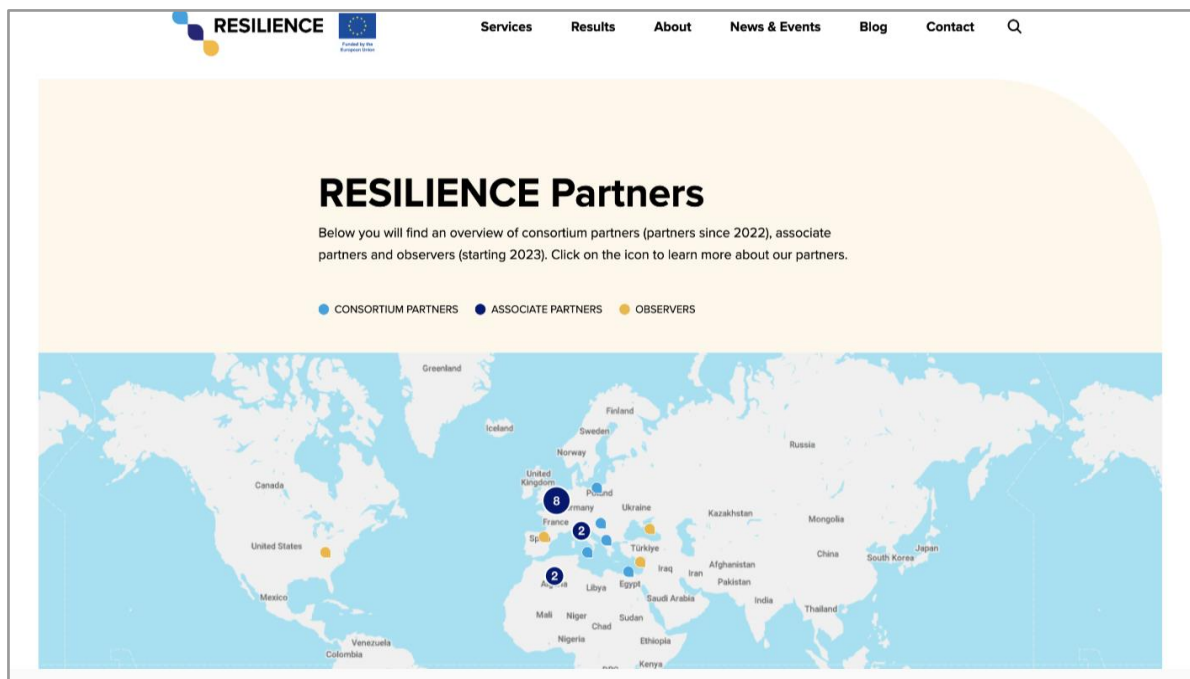 RESILIENCE
Funded by the
European Union
Services
Results
About
News & Events
Blog
Contact
RESILIENCE Partners
Below you will find an overview of consortium partners (partners since 2022), associate
partners and observers (starting 2023). Click on the icon to learn more about our partners.
CONSORTIUM PARTNERS
ASSOCIATE PARTNERS
OBSERVERS
Greenland
Iceland
Finland
Sweden
Norway
Russia
Canada
United
Kingdom
8
Ukraine
France
2
Kazakhstan
Mongolia
United States
Türkiye
Japan
China
South Korea
Afghanistan
Iraq
Iran
2
Libya
Egypt
Pakistan
Mexico
Saudi Arabia
India
Thailand
Mali
Niger
Chad
Sudan
Nigeria
Ethiopia
Venezuela
Colombia
Kenya